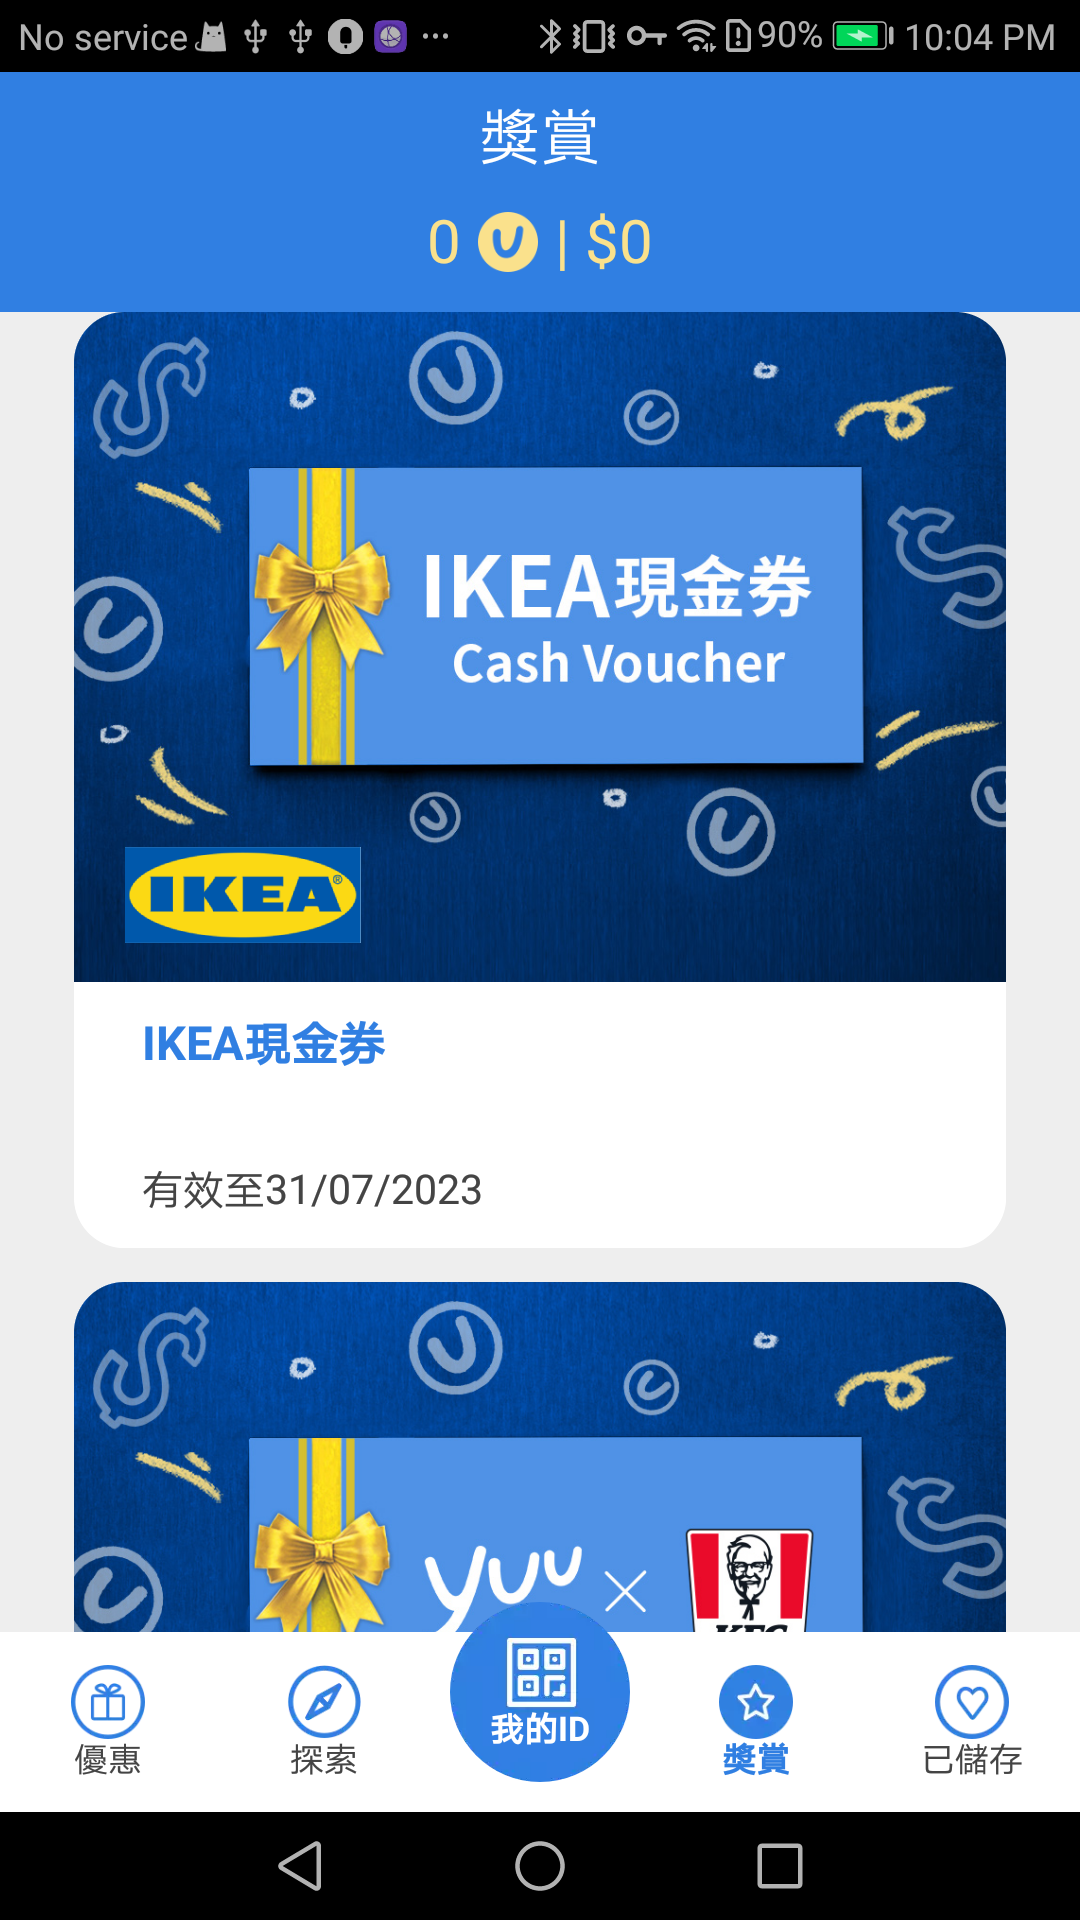 No service 90% 10:04 PM
獎賞
0 | $0
IKEA現金券
Cash Voucher
IKEA®
IKEA現金券
有效至31/07/2023
yuu × KFC
我的ID
優惠 探索 獎賞 已儲存